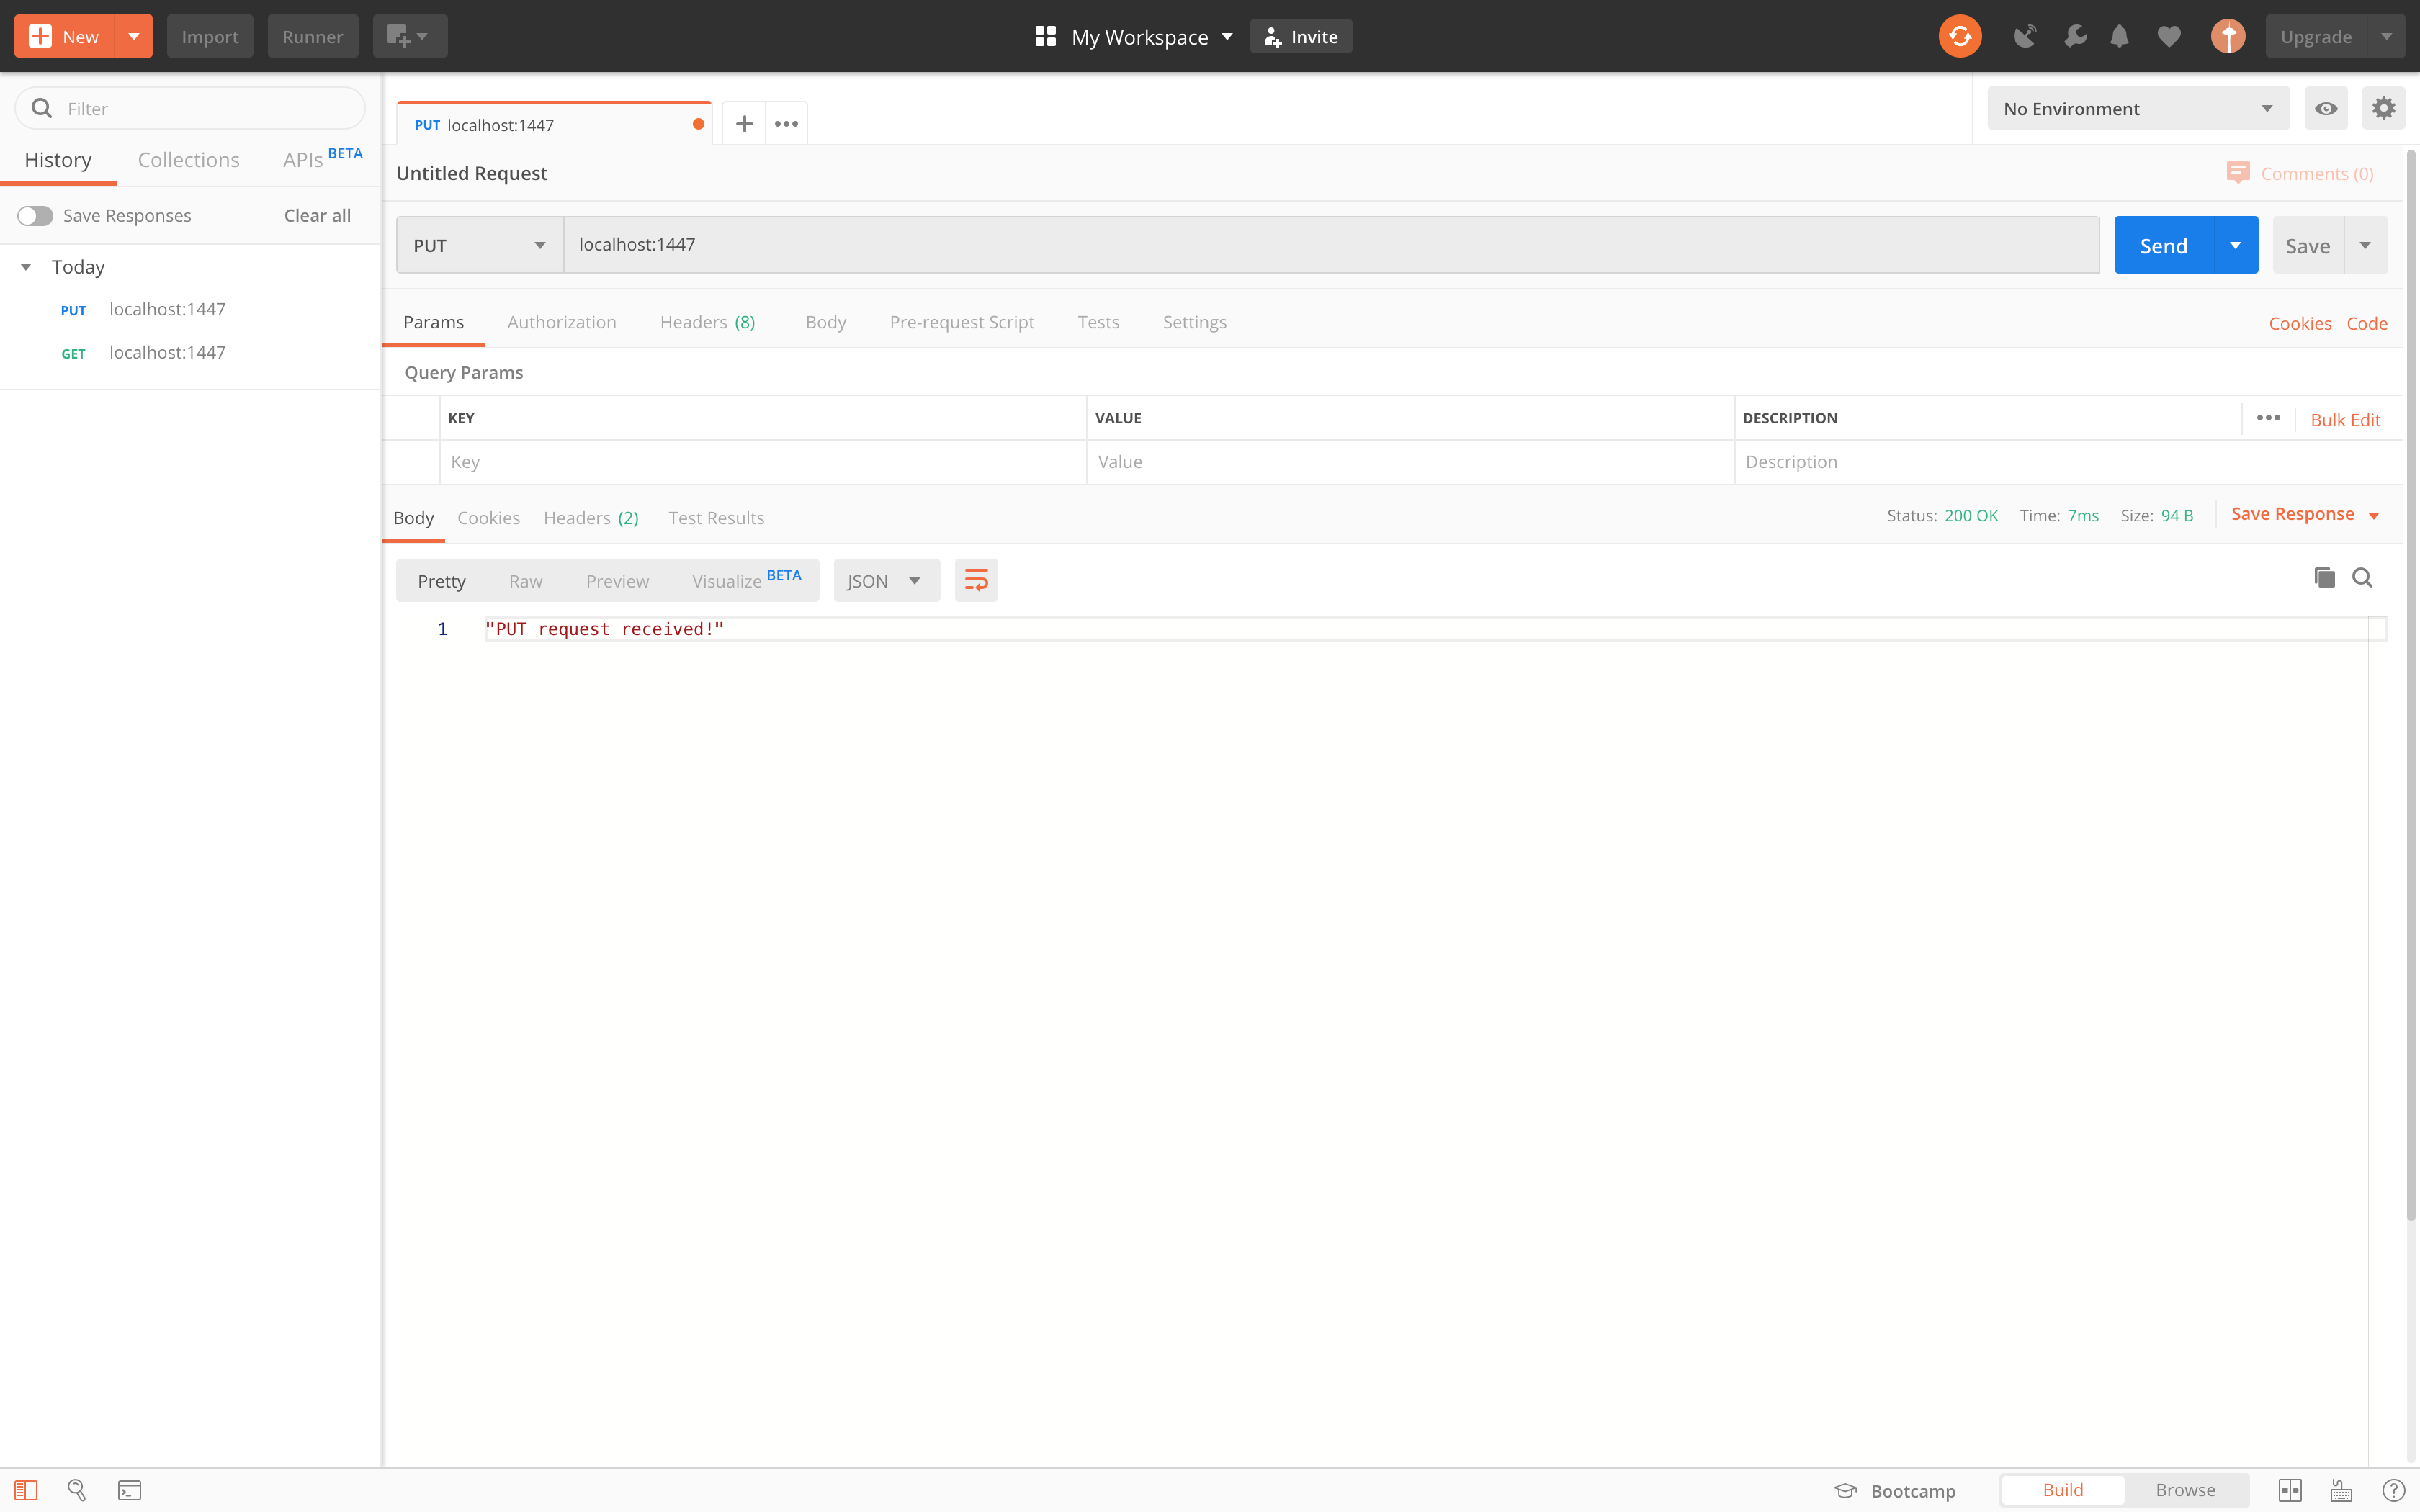 New Import Runner My Workspace Invite Upgrade
Filter
History Collections APIs BETA
Save Responses Clear all
Today
PUT localhost:1447
GET localhost:1447
PUT localhost:1447 No Environment
Untitled Request Comments (0)
PUT localhost:1447 Send Save
Params Authorization Headers (8) Body Pre-request Script Tests Settings Cookies Code
Query Params
KEY VALUE DESCRIPTION Bulk Edit
Key Value Description
Body Cookies Headers (2) Test Results Status: 200 OK Time: 7ms Size: 94 B Save Response
Pretty Raw Preview Visualize BETA JSON
1 "PUT request received!"
Bootcamp Build Browse